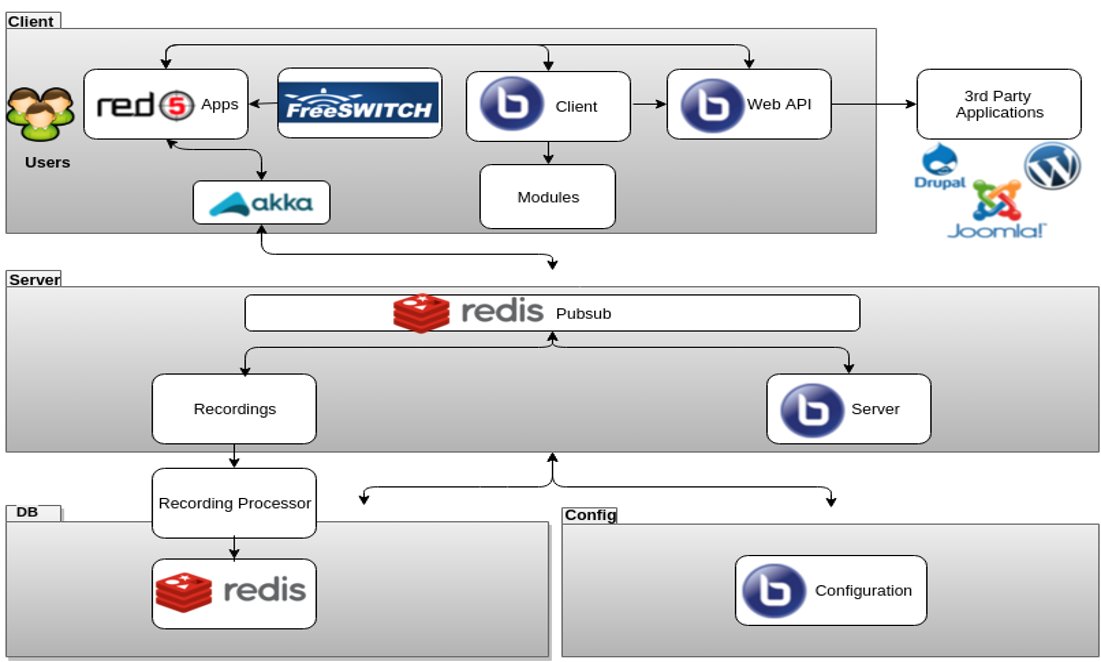 Client
Users
red5 Apps
FreeSWITCH
b Client
b Web API
3rd Party
Applications
akka
Modules
Drupal
W
Joomla!
Server
redis Pubsub
Recordings
b Server
Recording Processor
DB
redis
Config
b Configuration